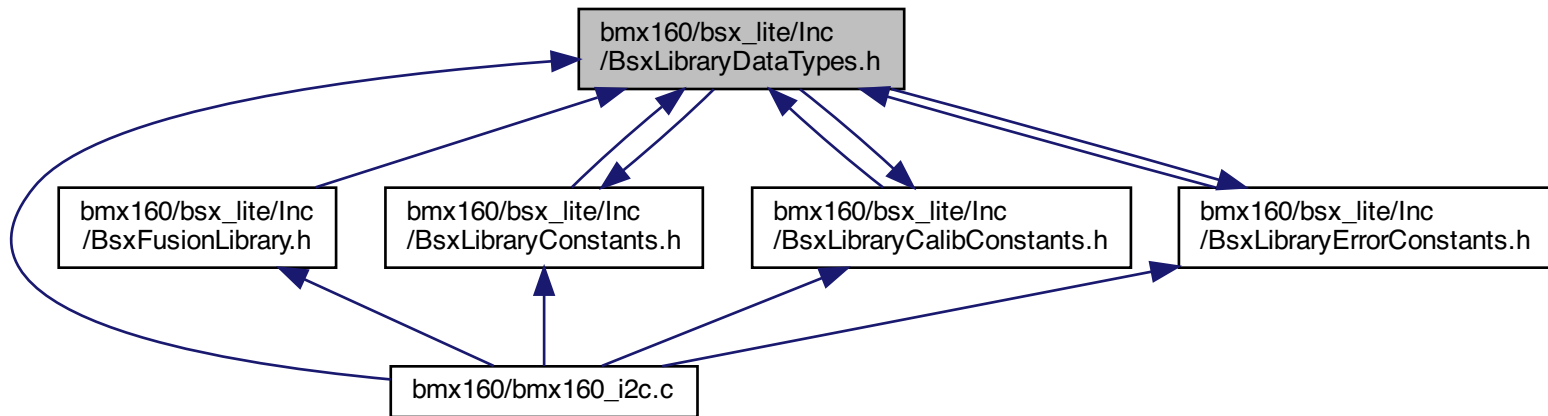 bmx160/bsx_lite/Inc
/BsxLibraryDataTypes.h
bmx160/bsx_lite/Inc
/BsxFusionLibrary.h
bmx160/bsx_lite/Inc
/BsxLibraryConstants.h
bmx160/bsx_lite/Inc
/BsxLibraryCalibConstants.h
bmx160/bsx_lite/Inc
/BsxLibraryErrorConstants.h
bmx160/bmx160_i2c.c